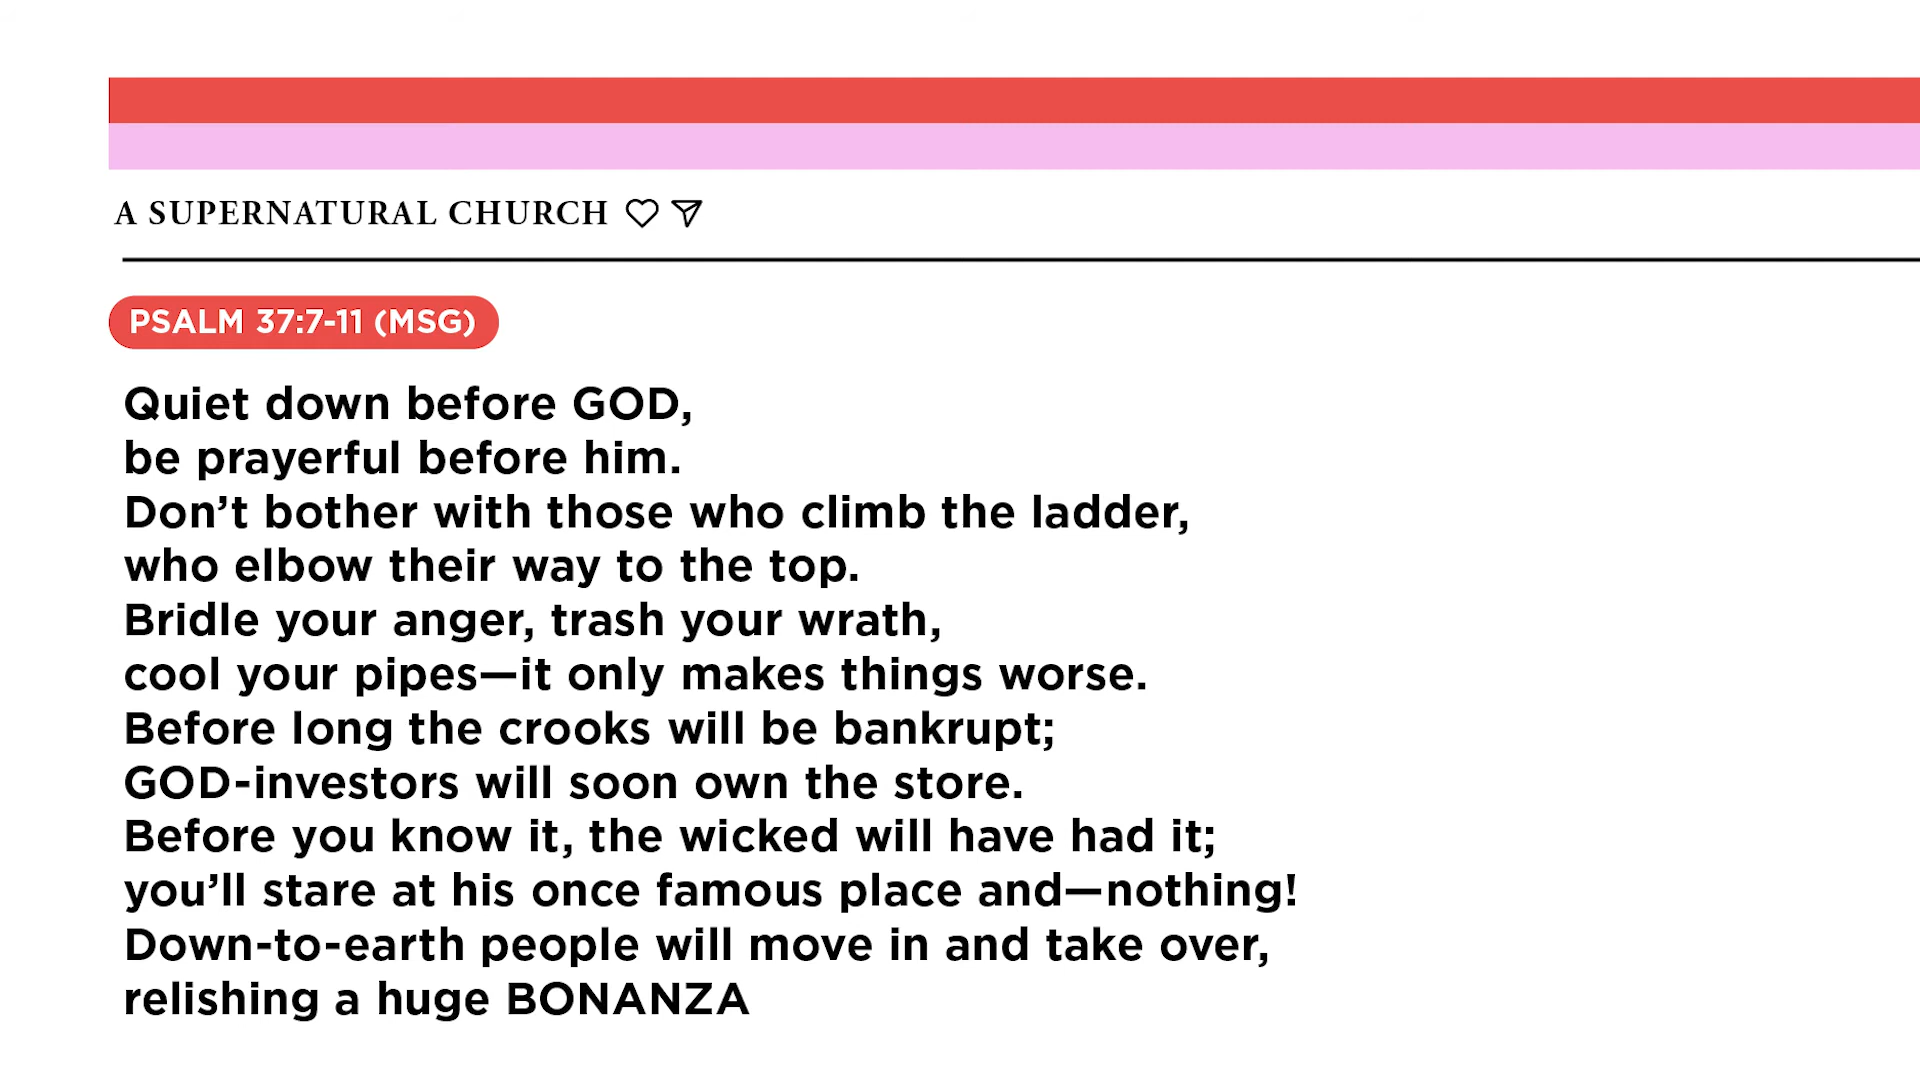 A SUPERNATURAL CHURCH
PSALM 37:7-11 (MSG)
Quiet down before GOD,
be prayerful before him.
Don’t bother with those who climb the ladder,
who elbow their way to the top.
Bridle your anger, trash your wrath,
cool your pipes—it only makes things worse.
Before long the crooks will be bankrupt;
GOD-investors will soon own the store.
Before you know it, the wicked will have had it;
you’ll stare at his once famous place and—nothing!
Down-to-earth people will move in and take over,
relishing a huge BONANZA